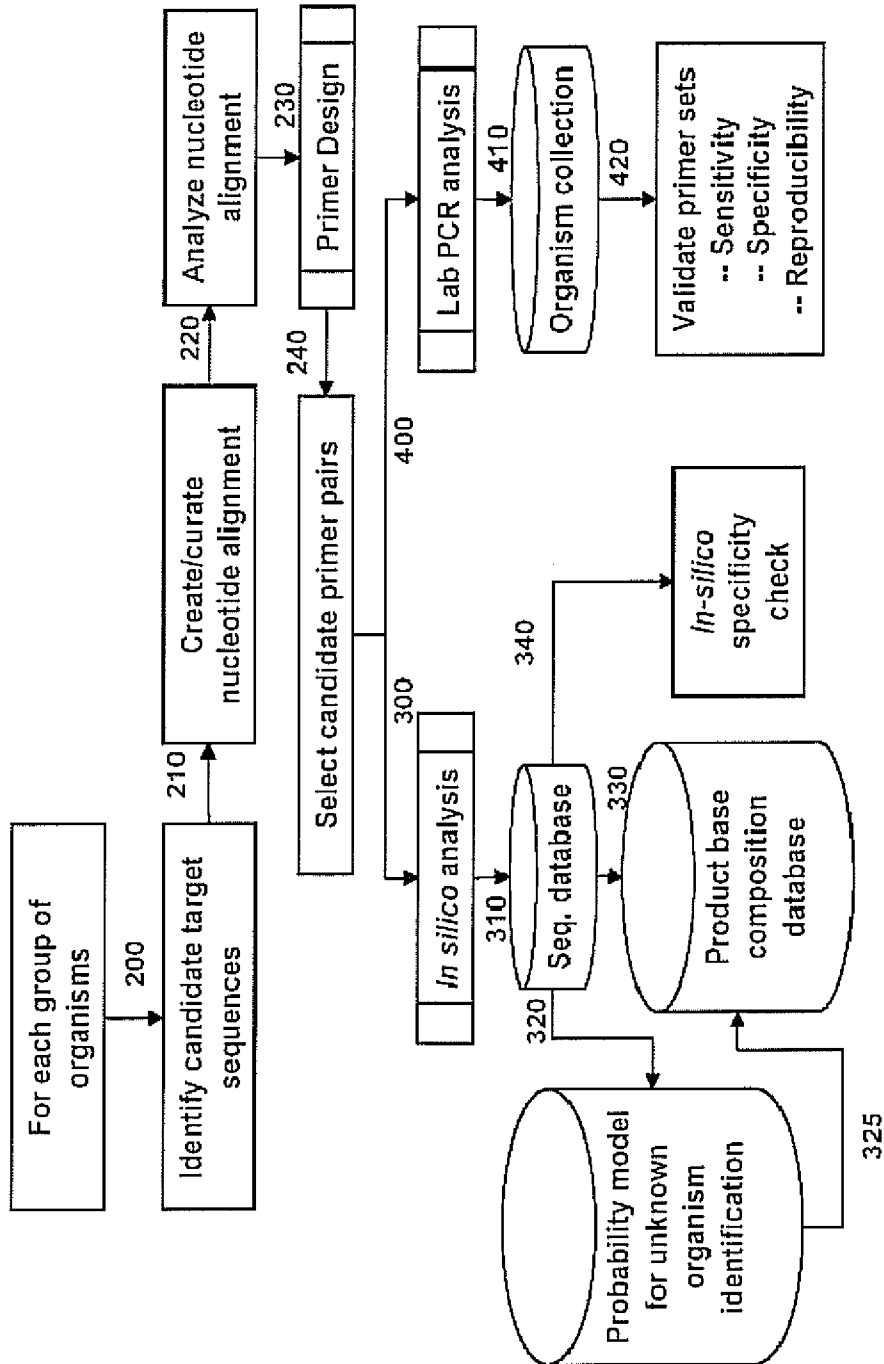 For each group of
organisms
200
Identify candidate target
sequences
210
Create/curate
nucleotide alignment
220
Analyze nucleotide
alignment
230
Primer Design
240
Select candidate primer pairs
300
400
In silico analysis
310
Seq. database
320
Probability model
for unknown
organism
identification
325
330
Product base
composition
database
340
In-silico
specificity
check
Lab PCR analysis
410
Organism collection
420
Validate primer sets
-- Sensitivity
-- Specificity
-- Reproducibility